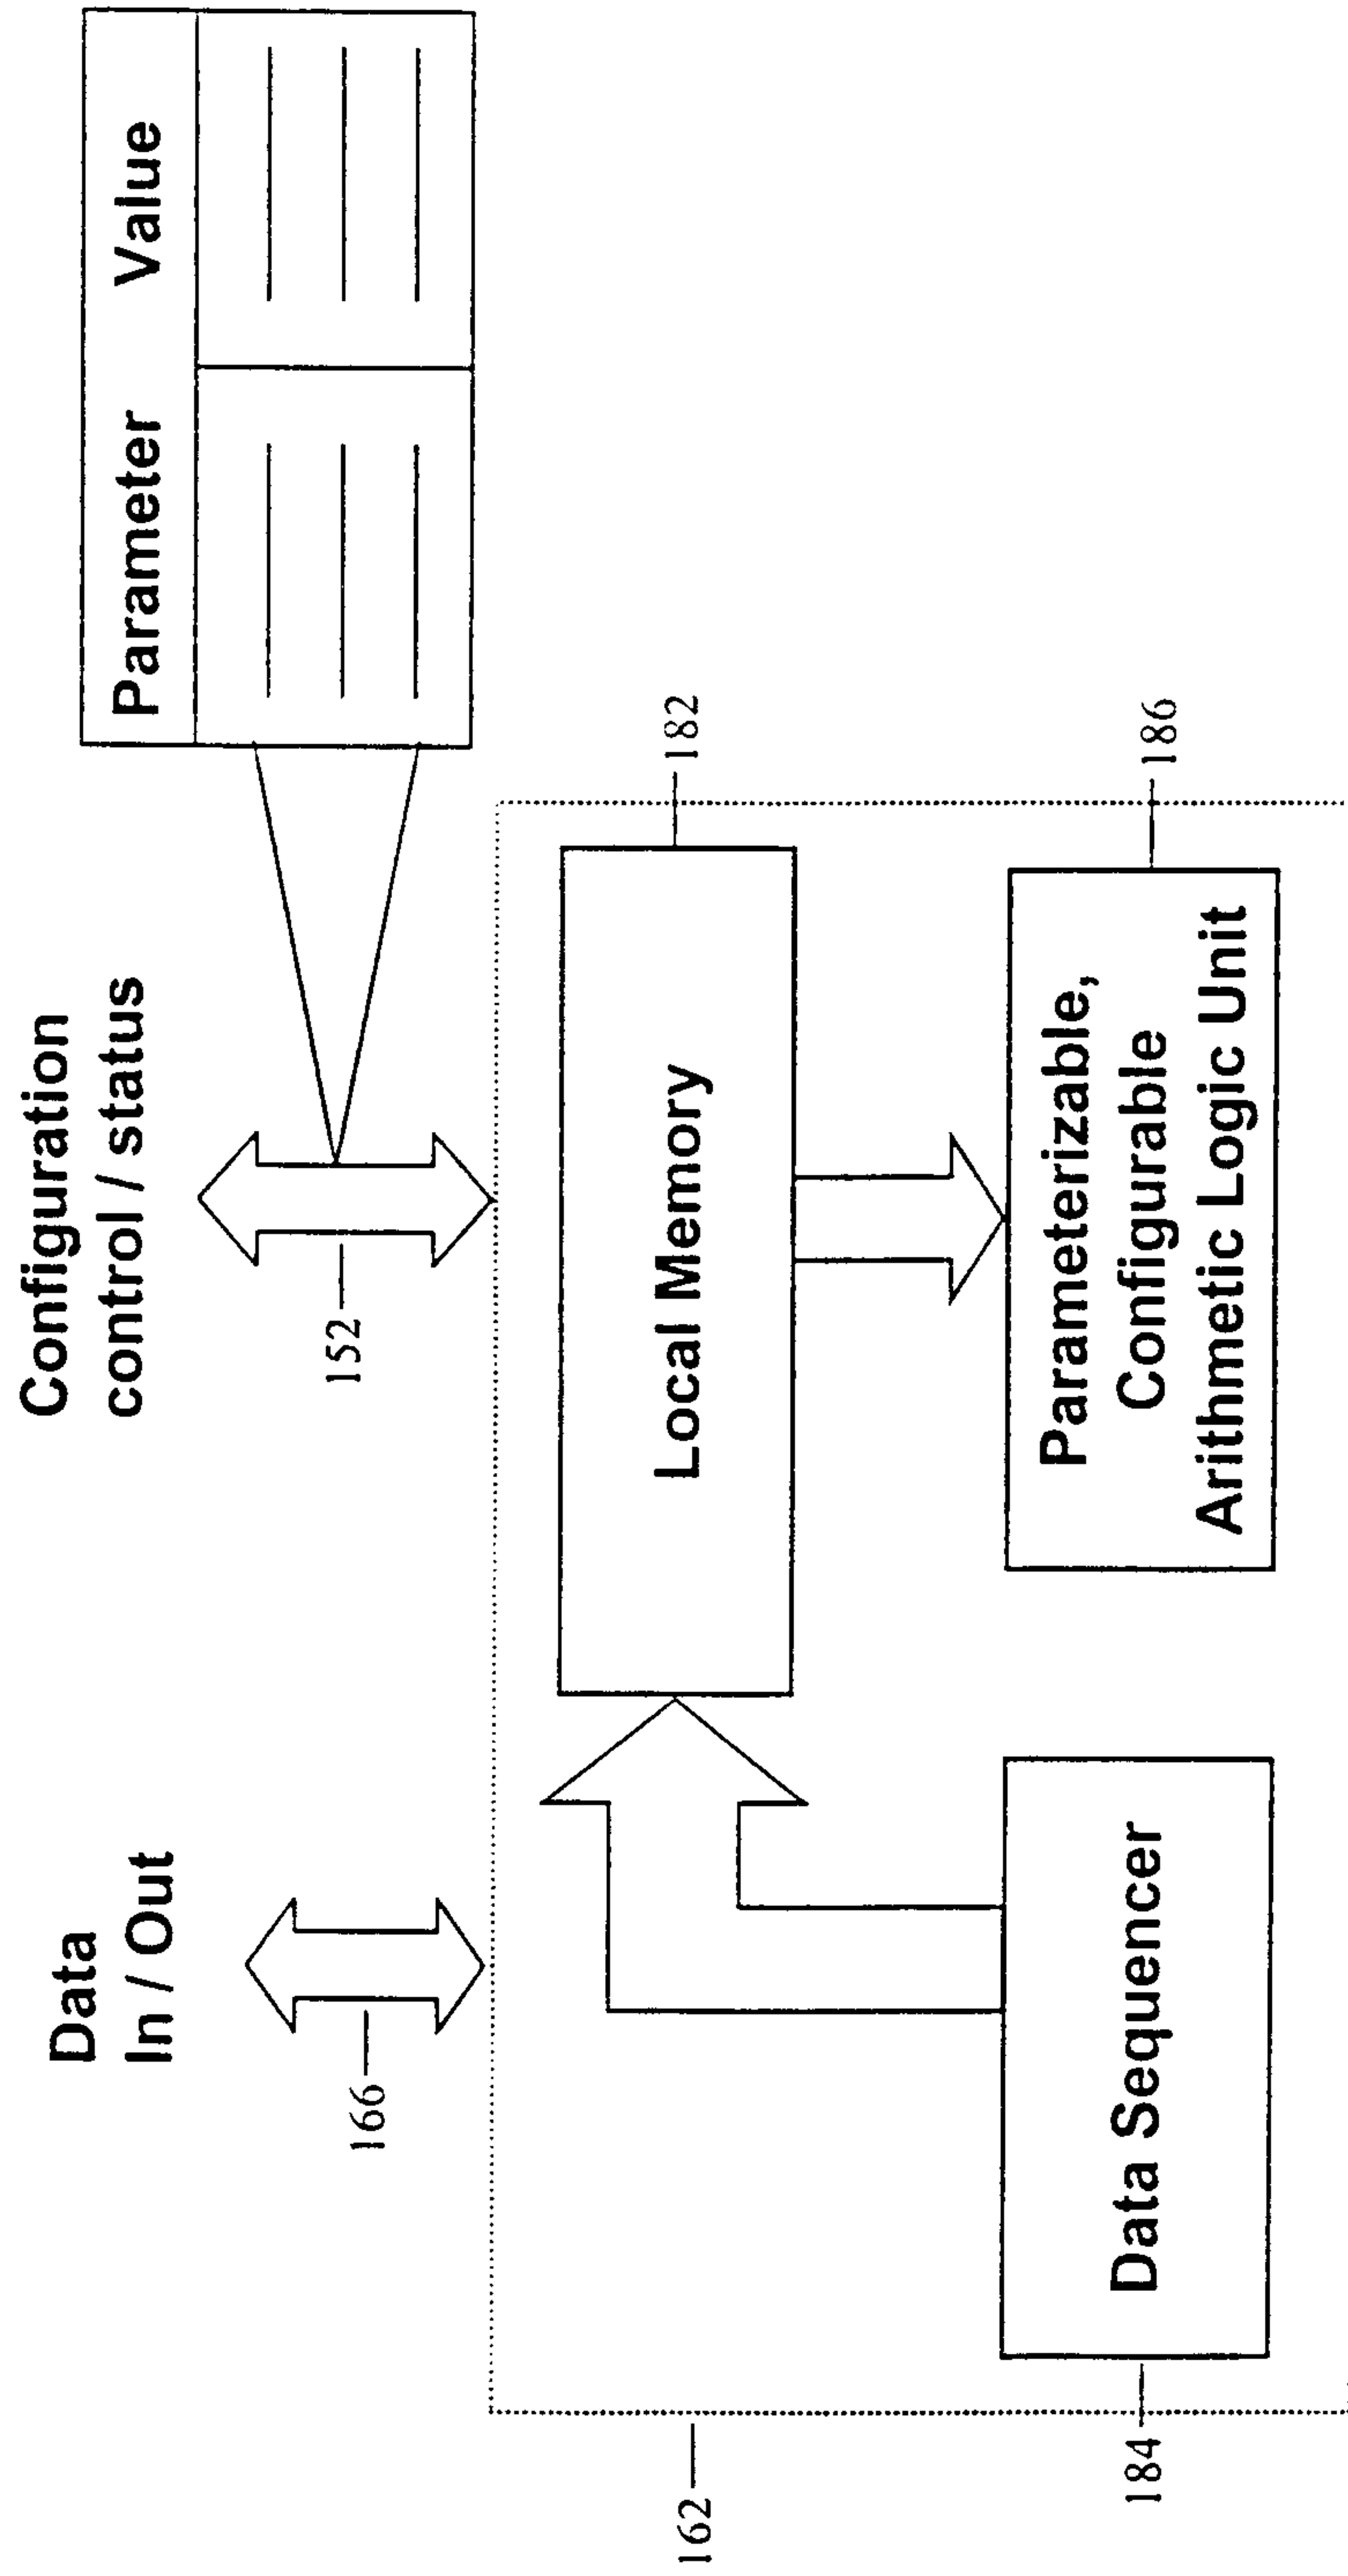 Data
In / Out
Configuration
control / status
Parameter Value
166
152
162
Local Memory
182
184
Data Sequencer
Parameterizable,
Configurable
Arithmetic Logic Unit
186